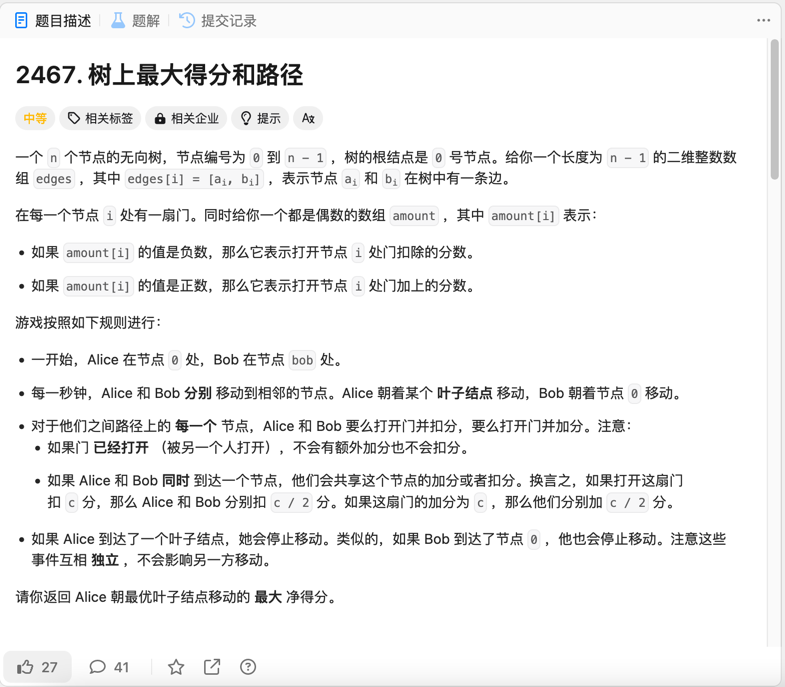 题目描述 题解 提交记录
2467. 树上最大得分和路径
中等 相关标签 相关企业 提示 Aあ
一个 n 个节点的无向树，节点编号为 0 到 n - 1 ，树的根结点是 0 号节点。给你一个长度为 n - 1 的二维整数数
组 edges ，其中 edges[i] = [ai, bi] ，表示节点 ai 和 bi 在树中有一条边。
在每一个节点 i 处有一扇门。同时给你一个都是偶数的数组 amount ，其中 amount[i] 表示：
• 如果 amount[i] 的值是负数，那么它表示打开节点 i 处门扣除的分数。
• 如果 amount[i] 的值是正数，那么它表示打开节点 i 处门加上的分数。
游戏按照如下规则进行：
• 一开始，Alice 在节点 0 处，Bob 在节点 bob 处。
• 每一秒钟，Alice 和 Bob 分别 移动到相邻的节点。Alice 朝着某个 叶子结点 移动，Bob 朝着节点 0 移动。
• 对于他们之间路径上的 每一个 节点，Alice 和 Bob 要么打开门并扣分，要么打开门并加分。注意：
• 如果门 已经打开 （被另一个人打开），不会有额外加分也不会扣分。
• 如果 Alice 和 Bob 同时 到达一个节点，他们会共享这个节点的加分或者扣分。换言之，如果打开这扇门
扣 c 分，那么 Alice 和 Bob 分别扣 c / 2 分。如果这扇门的加分为 c ，那么他们分别加 c / 2 分。
• 如果 Alice 到达了一个叶子结点，她会停止移动。类似的，如果 Bob 到达了节点 0 ，他也会停止移动。注意这些
事件互相 独立 ，不会影响另一方移动。
请你返回 Alice 朝最优叶子结点移动的 最大 净得分。
27 41